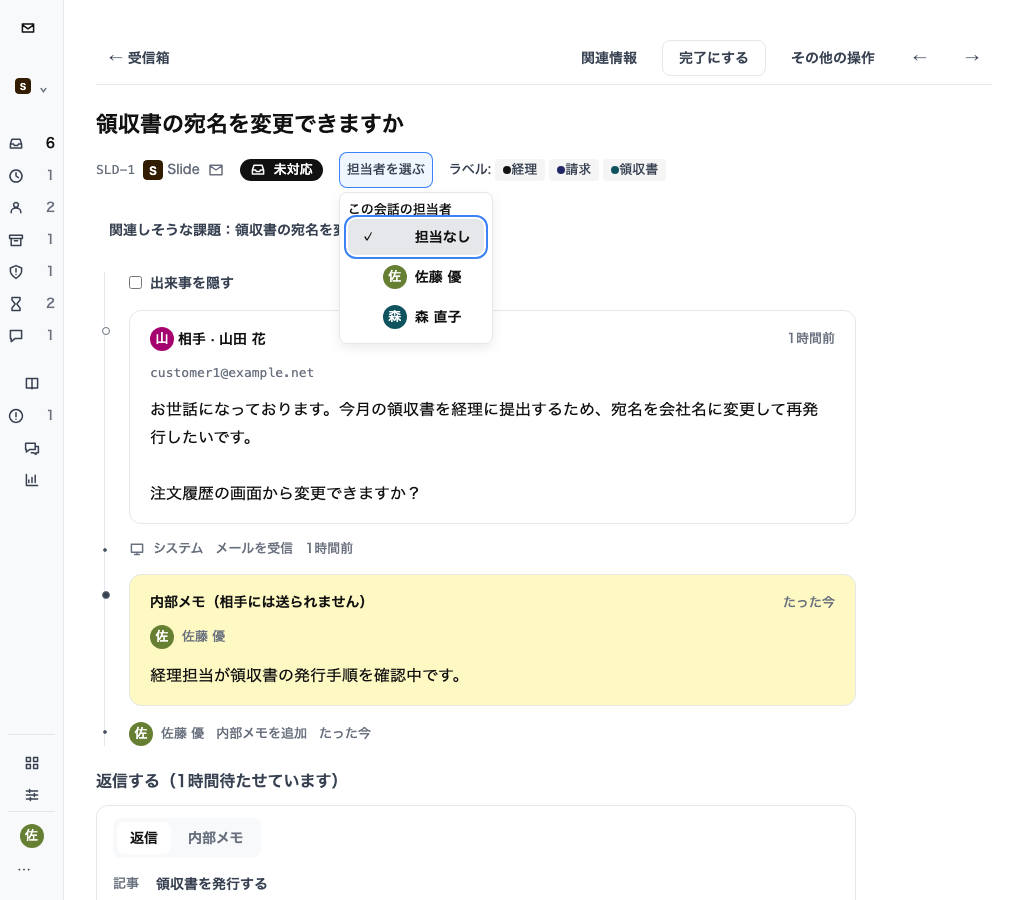 ← 受信箱
関連情報
完了にする
その他の操作
←
→
S
6
1
2
1
1
2
1
1
領収書の宛名を変更できますか
SLD-1
S
Slide
未対応
担当者を選ぶ
ラベル:
経理
請求
領収書
この会話の担当者
✓ 担当なし
佐 佐藤 優
森 森 直子
関連しそうな課題：領収書の宛名を
出来事を隠す
山 相手 · 山田 花
1時間前
customer1@example.net
お世話になっております。今月の領収書を経理に提出するため、宛名を会社名に変更して再発
行したいです。
注文履歴の画面から変更できますか？
システム メールを受信 1時間前
内部メモ（相手には送られません）
たった今
佐 佐藤 優
経理担当が領収書の発行手順を確認中です。
佐 佐藤 優 内部メモを追加 たった今
返信する（1時間待たせています）
返信
内部メモ
記事 領収書を発行する
佐
…